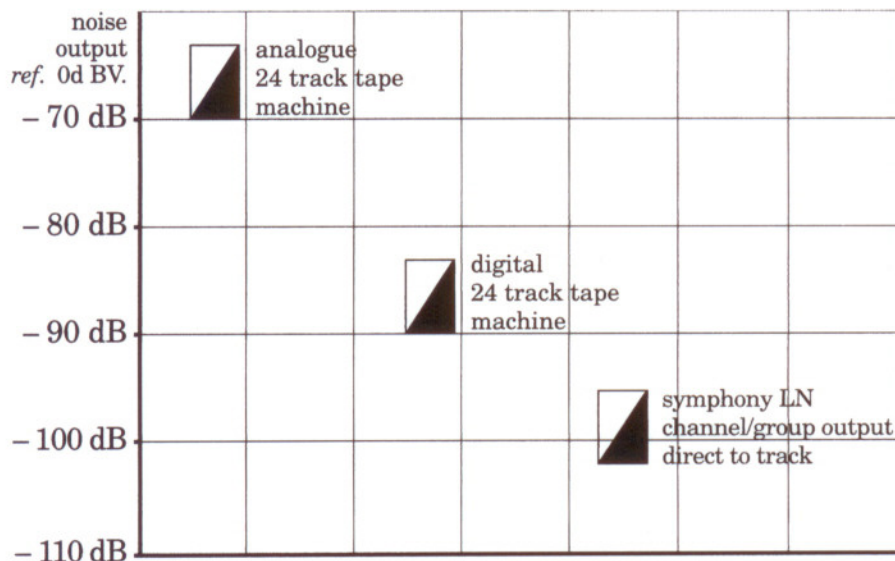 noise
output
ref. 0d BV.
analogue
24 track tape
machine
– 70 dB
– 80 dB
digital
24 track tape
machine
– 90 dB
symphony LN
channel/group output
direct to track
– 100 dB
– 110 dB